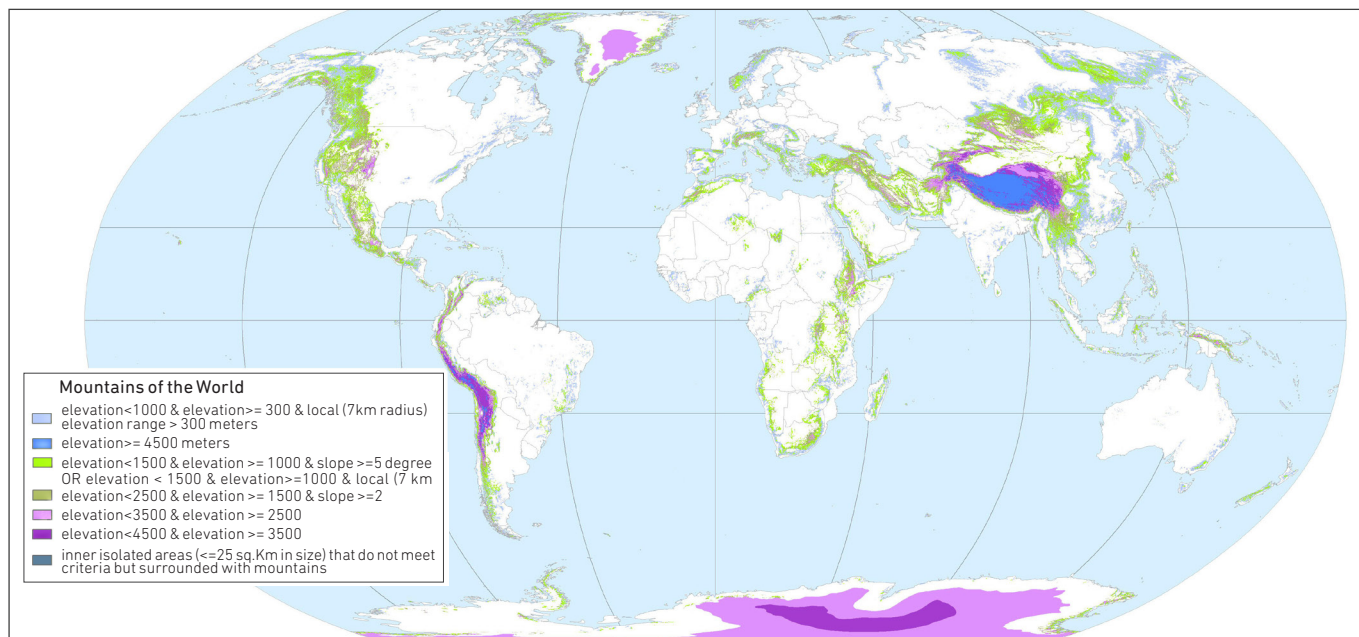 Mountains of the World
elevation<1000 & elevation>= 300 & local (7km radius)
elevation range > 300 meters
elevation>= 4500 meters
elevation<1500 & elevation >= 1000 & slope >=5 degree
OR elevation < 1500 & elevation>=1000 & local (7 km
elevation<2500 & elevation >= 1500 & slope >=2
elevation<3500 & elevation >= 2500
elevation<4500 & elevation >= 3500
inner isolated areas (<=25 sq.Km in size) that do not meet
criteria but surrounded with mountains